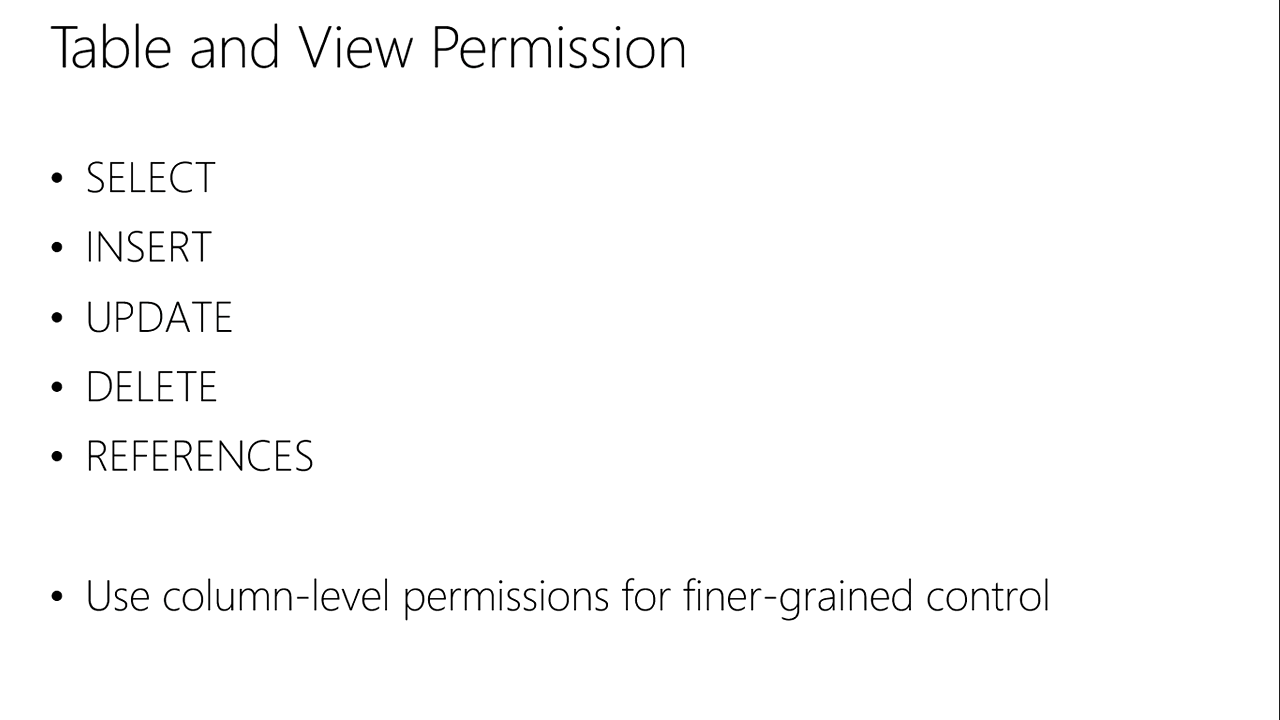 Table and View Permission
• SELECT
• INSERT
• UPDATE
• DELETE
• REFERENCES
• Use column-level permissions for finer-grained control